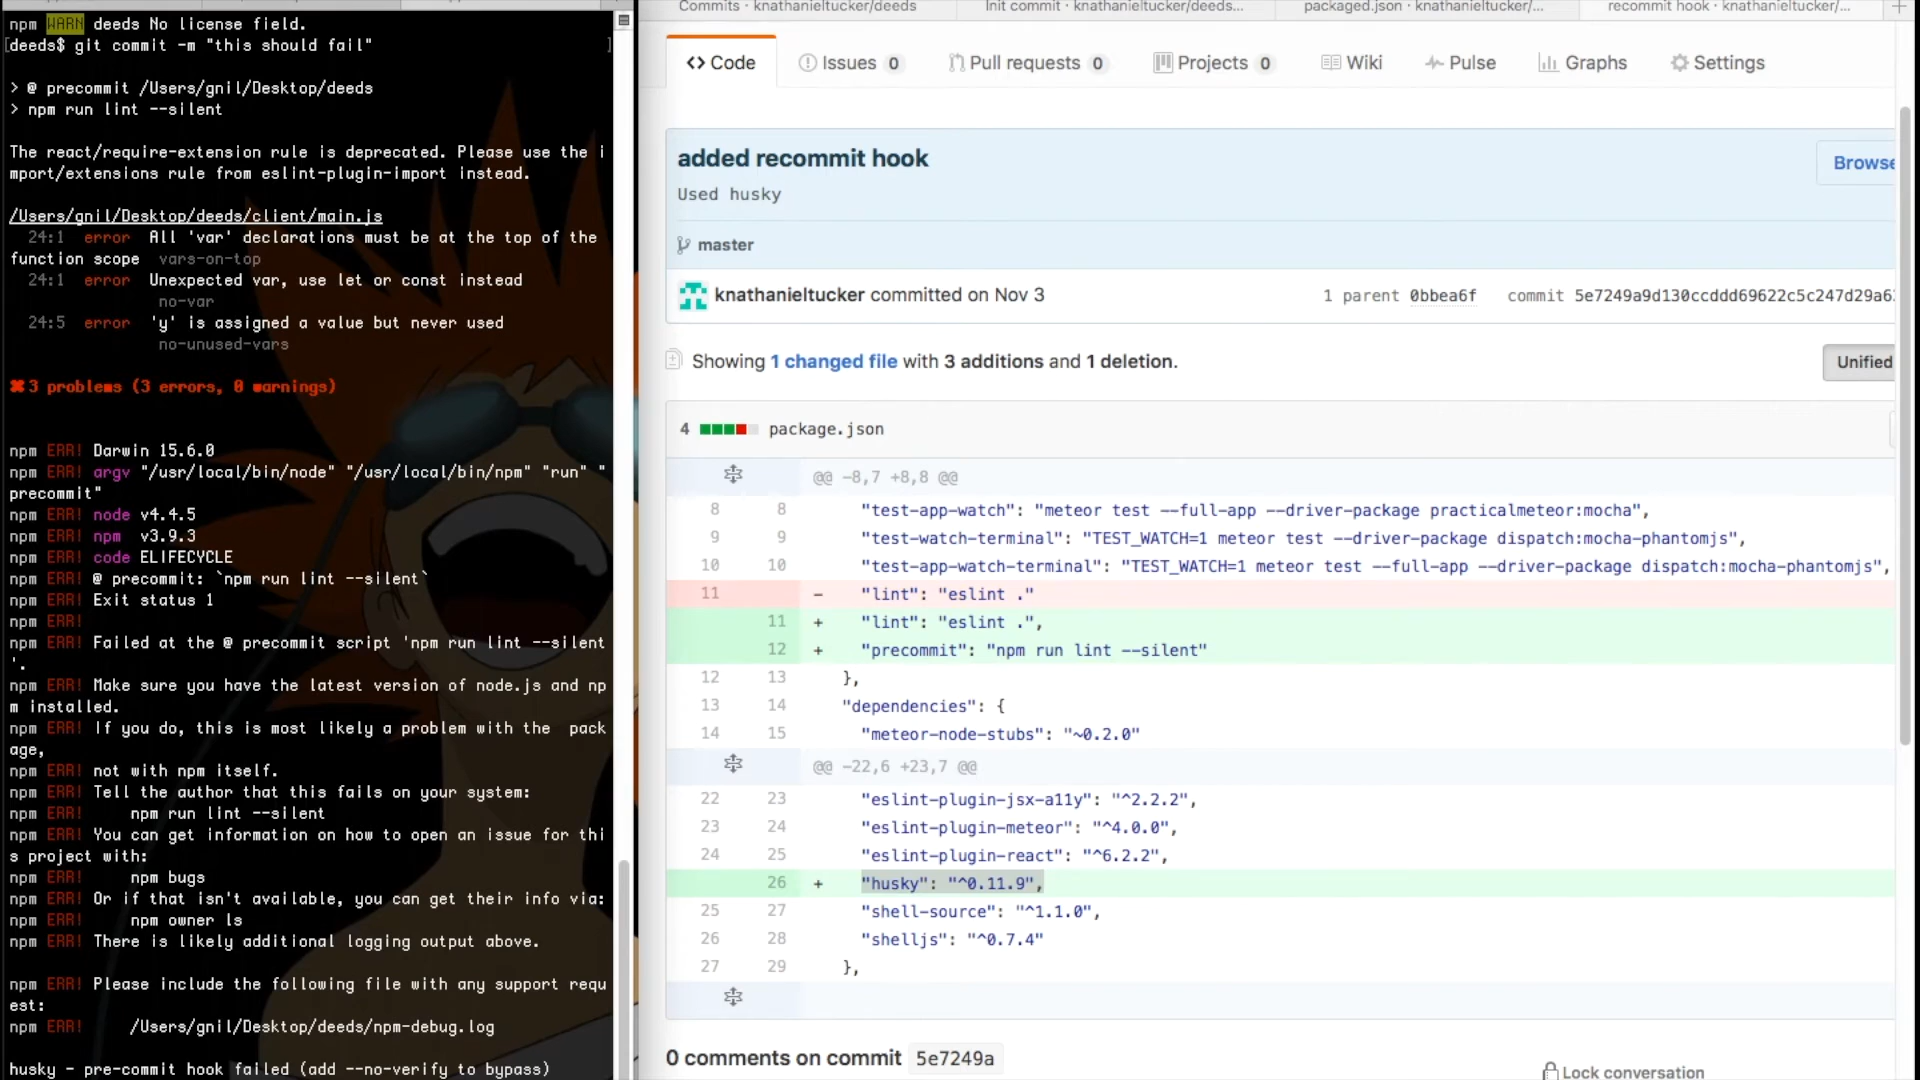 npm WARN deeds No license field.
[deeds$ git commit -m "this should fail" ]
> @ precommit /Users/gnil/Desktop/deeds
> npm run lint --silent
The react/require-extension rule is deprecated. Please use the i
mport/extensions rule from eslint-plugin-import instead.
/Users/gnil/Desktop/deeds/client/main.js
24:1 error All 'var' declarations must be at the top of the
function scope vars-on-top
24:1 error Unexpected var, use let or const instead
no-var
24:5 error 'y' is assigned a value but never used
no-unused-vars
✖ 3 problems (3 errors, 0 warnings)
npm ERR! Darwin 15.6.0
npm ERR! argv "/usr/local/bin/node" "/usr/local/bin/npm" "run" "
precommit"
npm ERR! node v4.4.5
npm ERR! npm v3.9.3
npm ERR! code ELIFECYCLE
npm ERR! @ precommit: `npm run lint --silent`
npm ERR! Exit status 1
npm ERR!
npm ERR! Failed at the @ precommit script 'npm run lint --silent
'.
npm ERR! Make sure you have the latest version of node.js and np
m installed.
npm ERR! If you do, this is most likely a problem with the  pack
age,
npm ERR! not with npm itself.
npm ERR! Tell the author that this fails on your system:
npm ERR! npm run lint --silent
npm ERR! You can get information on how to open an issue for thi
s project with:
npm ERR! npm bugs
npm ERR! Or if that isn't available, you can get their info via:
npm ERR! npm owner ls
npm ERR! There is likely additional logging output above.
npm ERR! Please include the following file with any support requ
est:
npm ERR! /Users/gnil/Desktop/deeds/npm-debug.log
husky - pre-commit hook failed (add --no-verify to bypass)
Commits · knathanieltucker/deeds
Init commit · knathanieltucker/deeds...
packaged.json · knathanieltucker/...
recommit hook · knathanieltucker/...
<> Code
Issues 0
Pull requests 0
Projects 0
Wiki
Pulse
Graphs
Settings
added recommit hook
Browse
Used husky
master
knathanieltucker committed on Nov 3
1 parent 0bbea6f commit 5e7249a9d130ccddd69622c5c247d29a6
Showing 1 changed file with 3 additions and 1 deletion.
Unified
4 package.json
@@ -8,7 +8,8 @@
8 8 "test-app-watch": "meteor test --full-app --driver-package practicalmeteor:mocha",
9 9 "test-watch-terminal": "TEST_WATCH=1 meteor test --driver-package dispatch:mocha-phantomjs",
10 10 "test-app-watch-terminal": "TEST_WATCH=1 meteor test --full-app --driver-package dispatch:mocha-phantomjs",
11 - "lint": "eslint ."
11 + "lint": "eslint .",
12 + "precommit": "npm run lint --silent"
12 13 },
13 14 "dependencies": {
14 15 "meteor-node-stubs": "~0.2.0"
@@ -22,6 +23,7 @@
22 23 "eslint-plugin-jsx-a11y": "^2.2.2",
23 24 "eslint-plugin-meteor": "^4.0.0",
24 25 "eslint-plugin-react": "^6.2.2",
26 + "husky": "^0.11.9",
25 27 "shell-source": "^1.1.0",
26 28 "shelljs": "^0.7.4"
27 29 },
0 comments on commit 5e7249a
Lock conversation